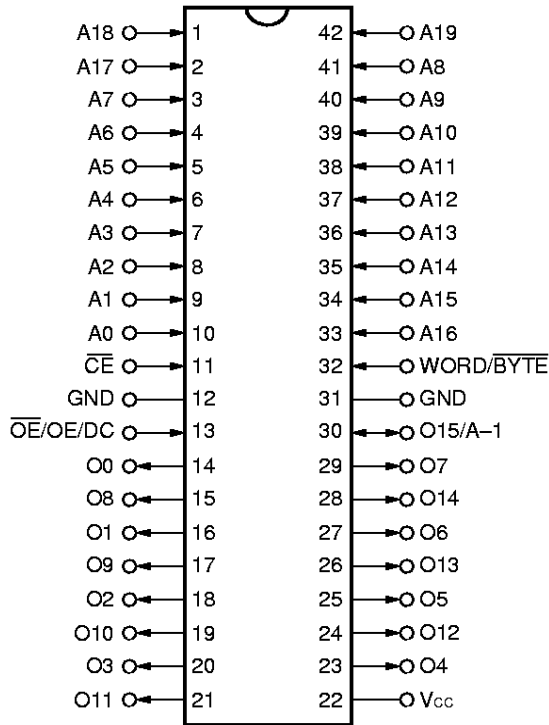 A18 1 42 A19
A17 2 41 A8
A7 3 40 A9
A6 4 39 A10
A5 5 38 A11
A4 6 37 A12
A3 7 36 A13
A2 8 35 A14
A1 9 34 A15
A0 10 33 A16
C̅E̅ 11 32 WORD/B̅Y̅T̅E̅
GND 12 31 GND
O̅E̅/OE/DC 13 30 O15/A−1
O0 14 29 O7
O8 15 28 O14
O1 16 27 O6
O9 17 26 O13
O2 18 25 O5
O10 19 24 O12
O3 20 23 O4
O11 21 22 Vcc